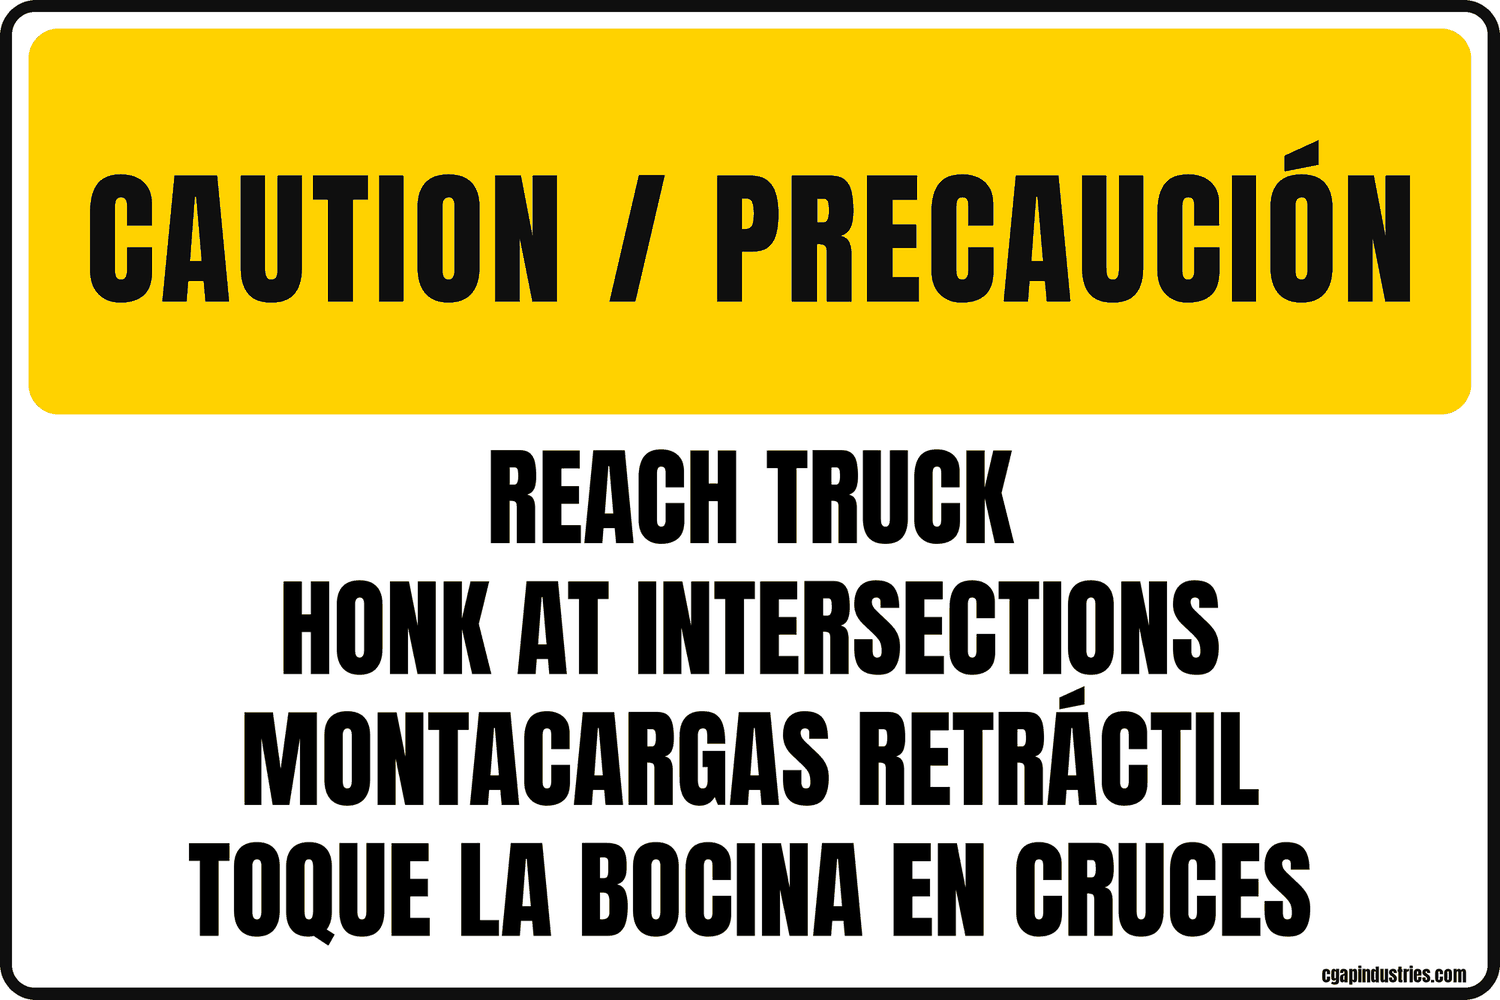 CAUTION / PRECAUCIÓN
REACH TRUCK
HONK AT INTERSECTIONS
MONTACARGAS RETRÁCTIL
TOQUE LA BOCINA EN CRUCES
cgapindustries.com